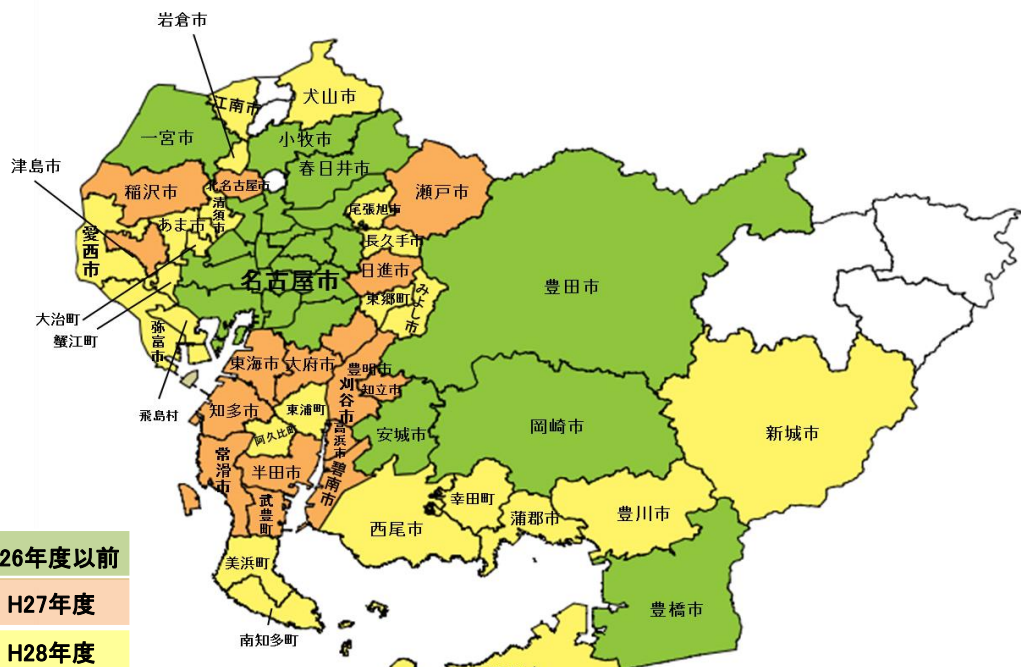 岩倉市
犬山市
江南市
一宮市
小牧市
春日井市
津島市
稲沢市
北名古屋市
瀬戸市
清須市
尾張旭市
あま市
愛西市
長久手市
名古屋市
日進市
豊田市
東郷町
みよし市
大治町
蟹江町
弥富市
飛島村
東海市
大府市
豊明市
刈谷市
知立市
知多市
東浦町
阿久比町
高浜市
安城市
岡崎市
新城市
常滑市
半田市
碧南市
武豊町
西尾市
幸田町
蒲郡市
豊川市
美浜町
南知多町
豊橋市
26年度以前
H27年度
H28年度